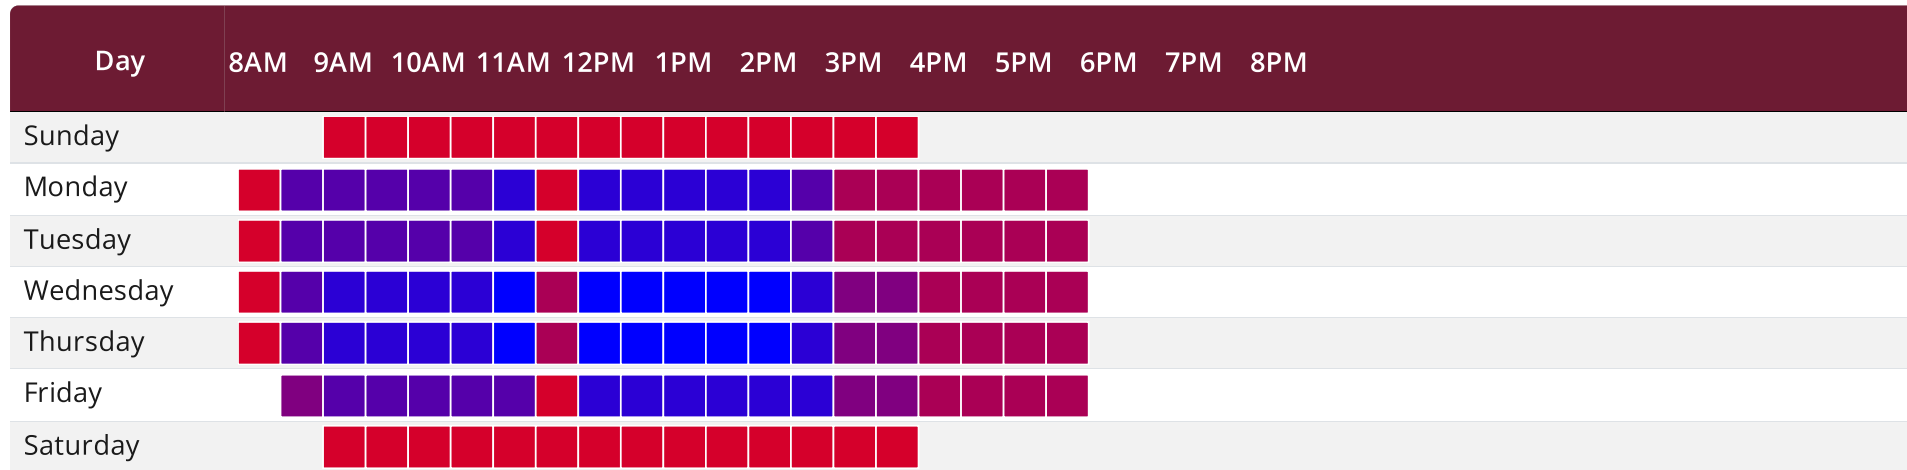 Day 8AM 9AM 10AM 11AM 12PM 1PM 2PM 3PM 4PM 5PM 6PM 7PM 8PM
Sunday
Monday
Tuesday
Wednesday
Thursday
Friday
Saturday